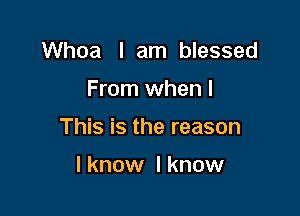 Whoa I am blessed
From when I
This is the reason
I know I know